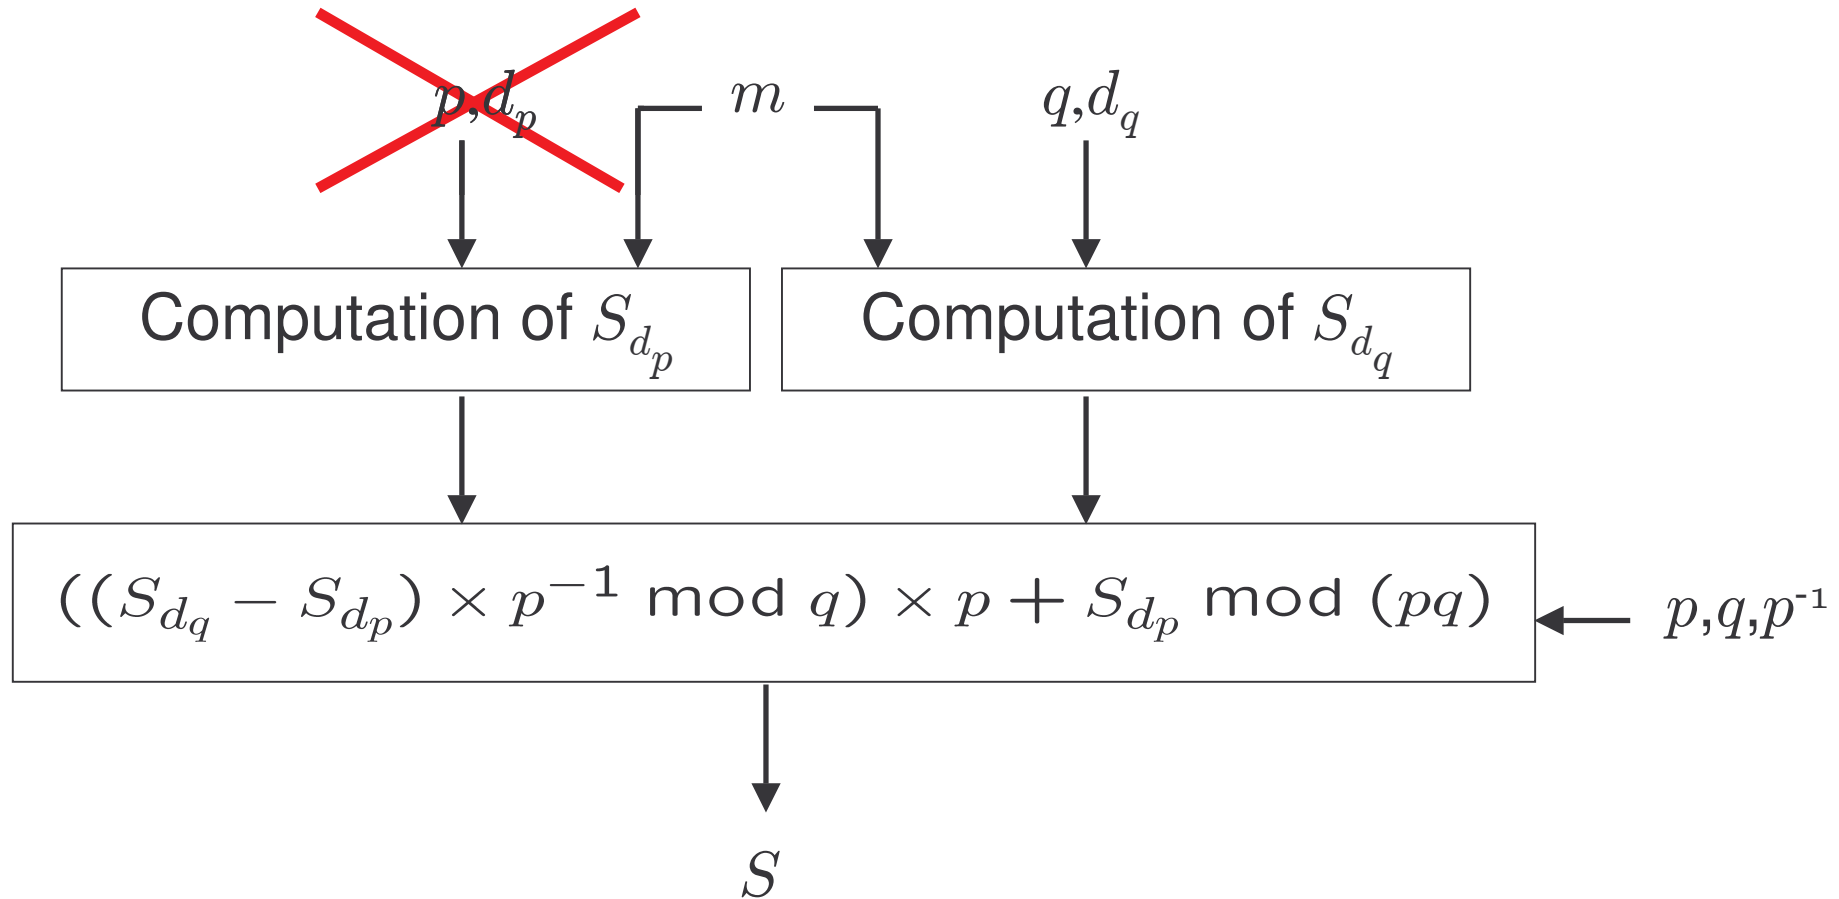 p,d_p m q,d_q
Computation of S_{d_p} Computation of S_{d_q}
((S_{d_q} − S_{d_p}) × p^{−1} mod q) × p + S_{d_p} mod (pq)
p,q,p^{-1}
S